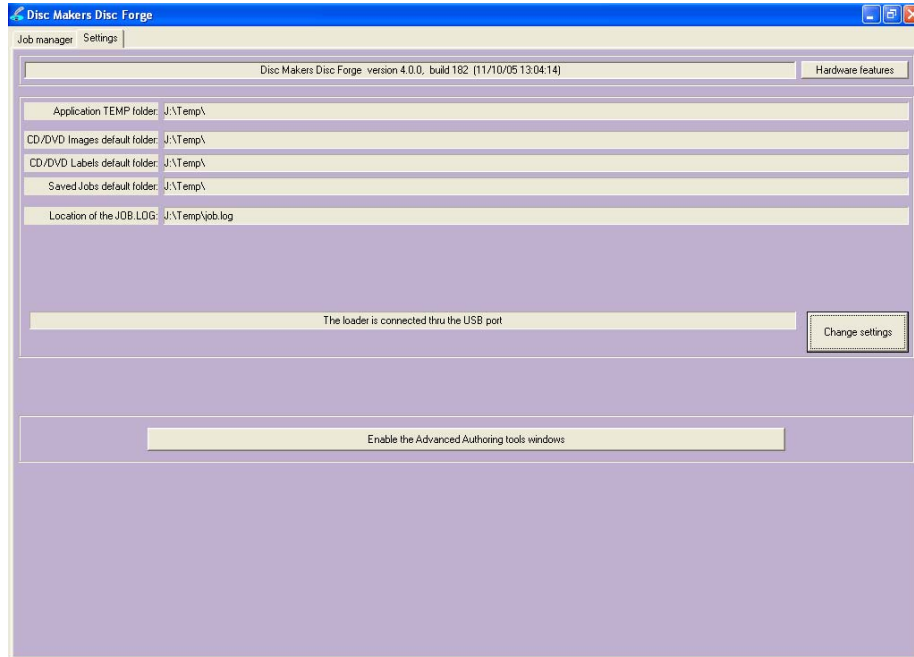 Disc Makers Disc Forge
Job manager Settings
Disc Makers Disc Forge version 4.0.0, build 182 (11/10/05 13:04:14) Hardware features
Application TEMP folder: J:\Temp\
CD/DVD Images default folder: J:\Temp\
CD/DVD Labels default folder: J:\Temp\
Saved Jobs default folder: J:\Temp\
Location of the JOB.LOG: J:\Temp\job.log
The loader is connected thru the USB port
Change settings
Enable the Advanced Authoring tools windows